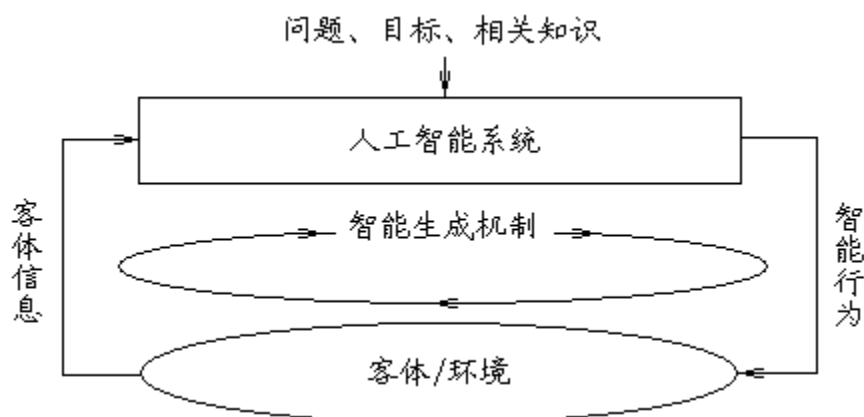 问题、目标、相关知识
人工智能系统
客体信息
智能生成机制
智能行为
客体/环境